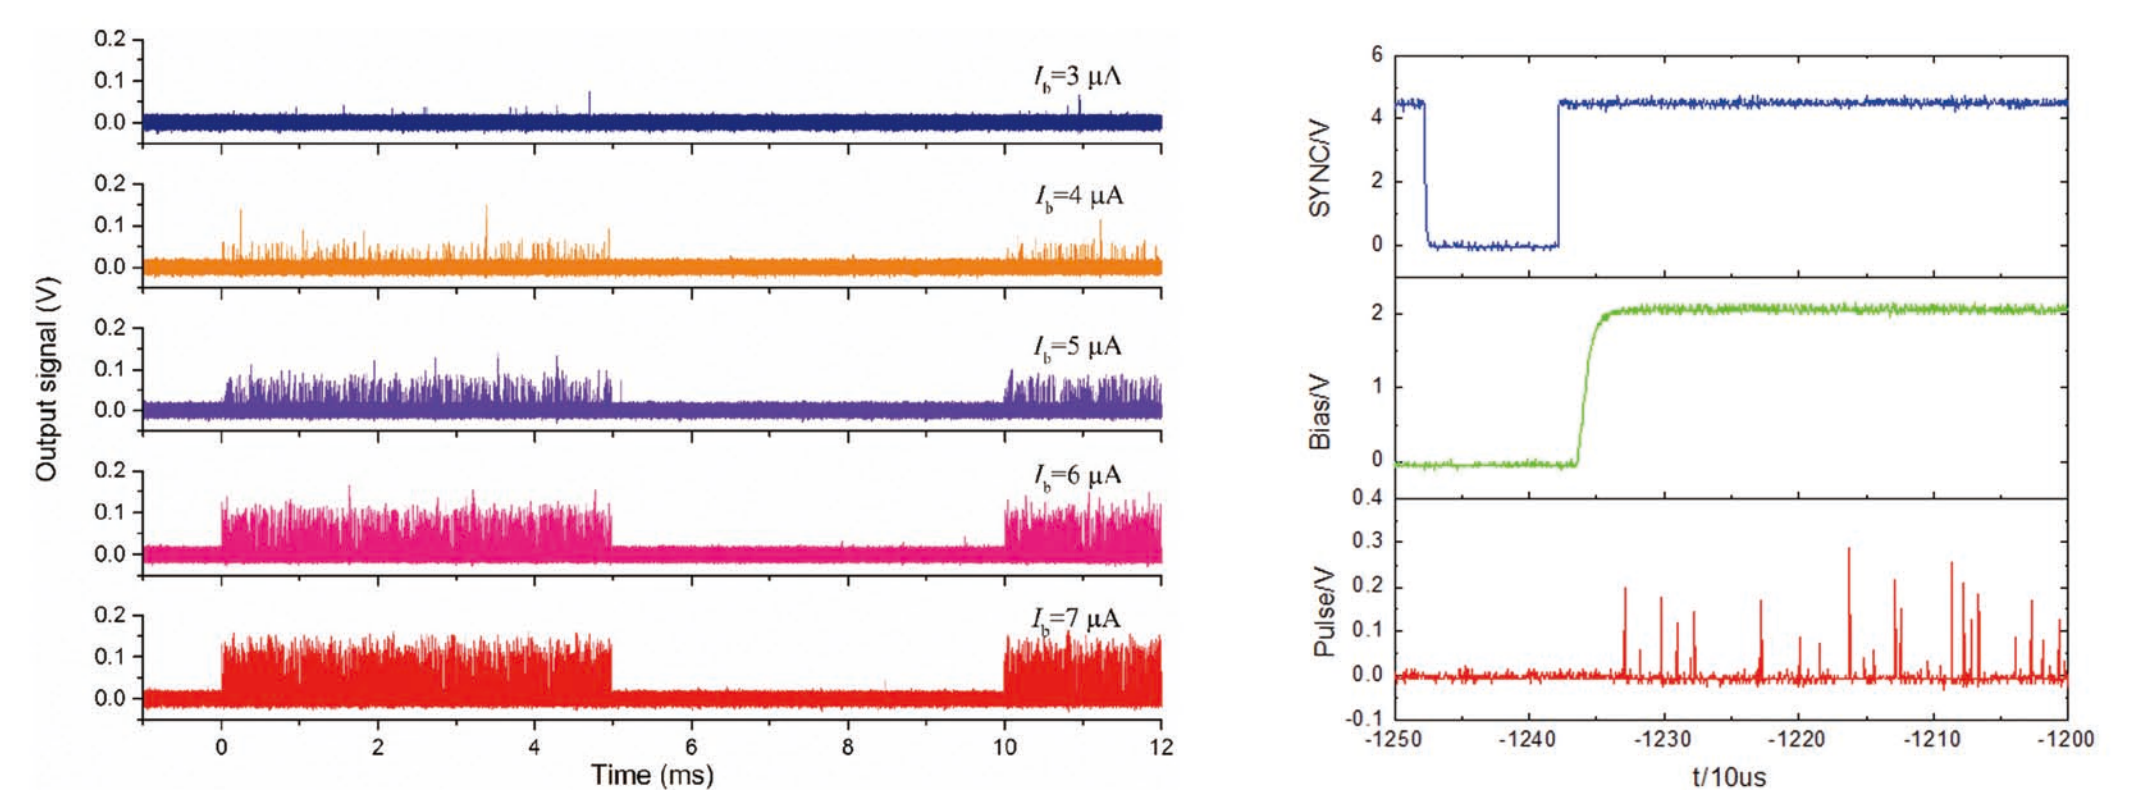 Output signal (V)
0.2
0.1
0.0
I_b=3 μA
0.2
0.1
0.0
I_b=4 μA
0.2
0.1
0.0
I_b=5 μA
0.2
0.1
0.0
I_b=6 μA
0.2
0.1
0.0
I_b=7 μA
0 2 4 6 8 10 12
Time (ms)
SYNC/V
6
4
2
0
Bias/V
2
1
0
Pulse/V
0.4
0.3
0.2
0.1
0.0
-0.1
-1250 -1240 -1230 -1220 -1210 -1200
t/10us